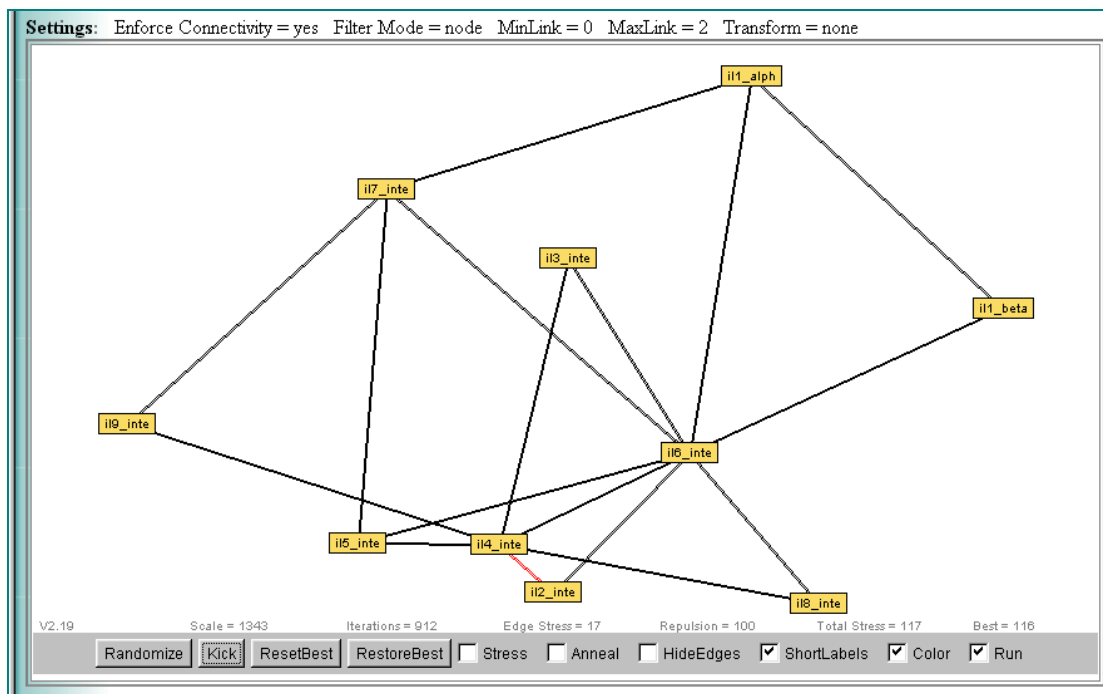 Settings: Enforce Connectivity = yes Filter Mode = node MinLink = 0 MaxLink = 2 Transform = none
il1_alph
il7_inte
il3_inte
il1_beta
il9_inte
il6_inte
il5_inte
il4_inte
il2_inte
il8_inte
V2.19 Scale = 1343 Iterations = 912 Edge Stress = 17 Repulsion = 100 Total Stress = 117 Best = 116
Randomize Kick ResetBest RestoreBest Stress Anneal HideEdges ShortLabels Color Run